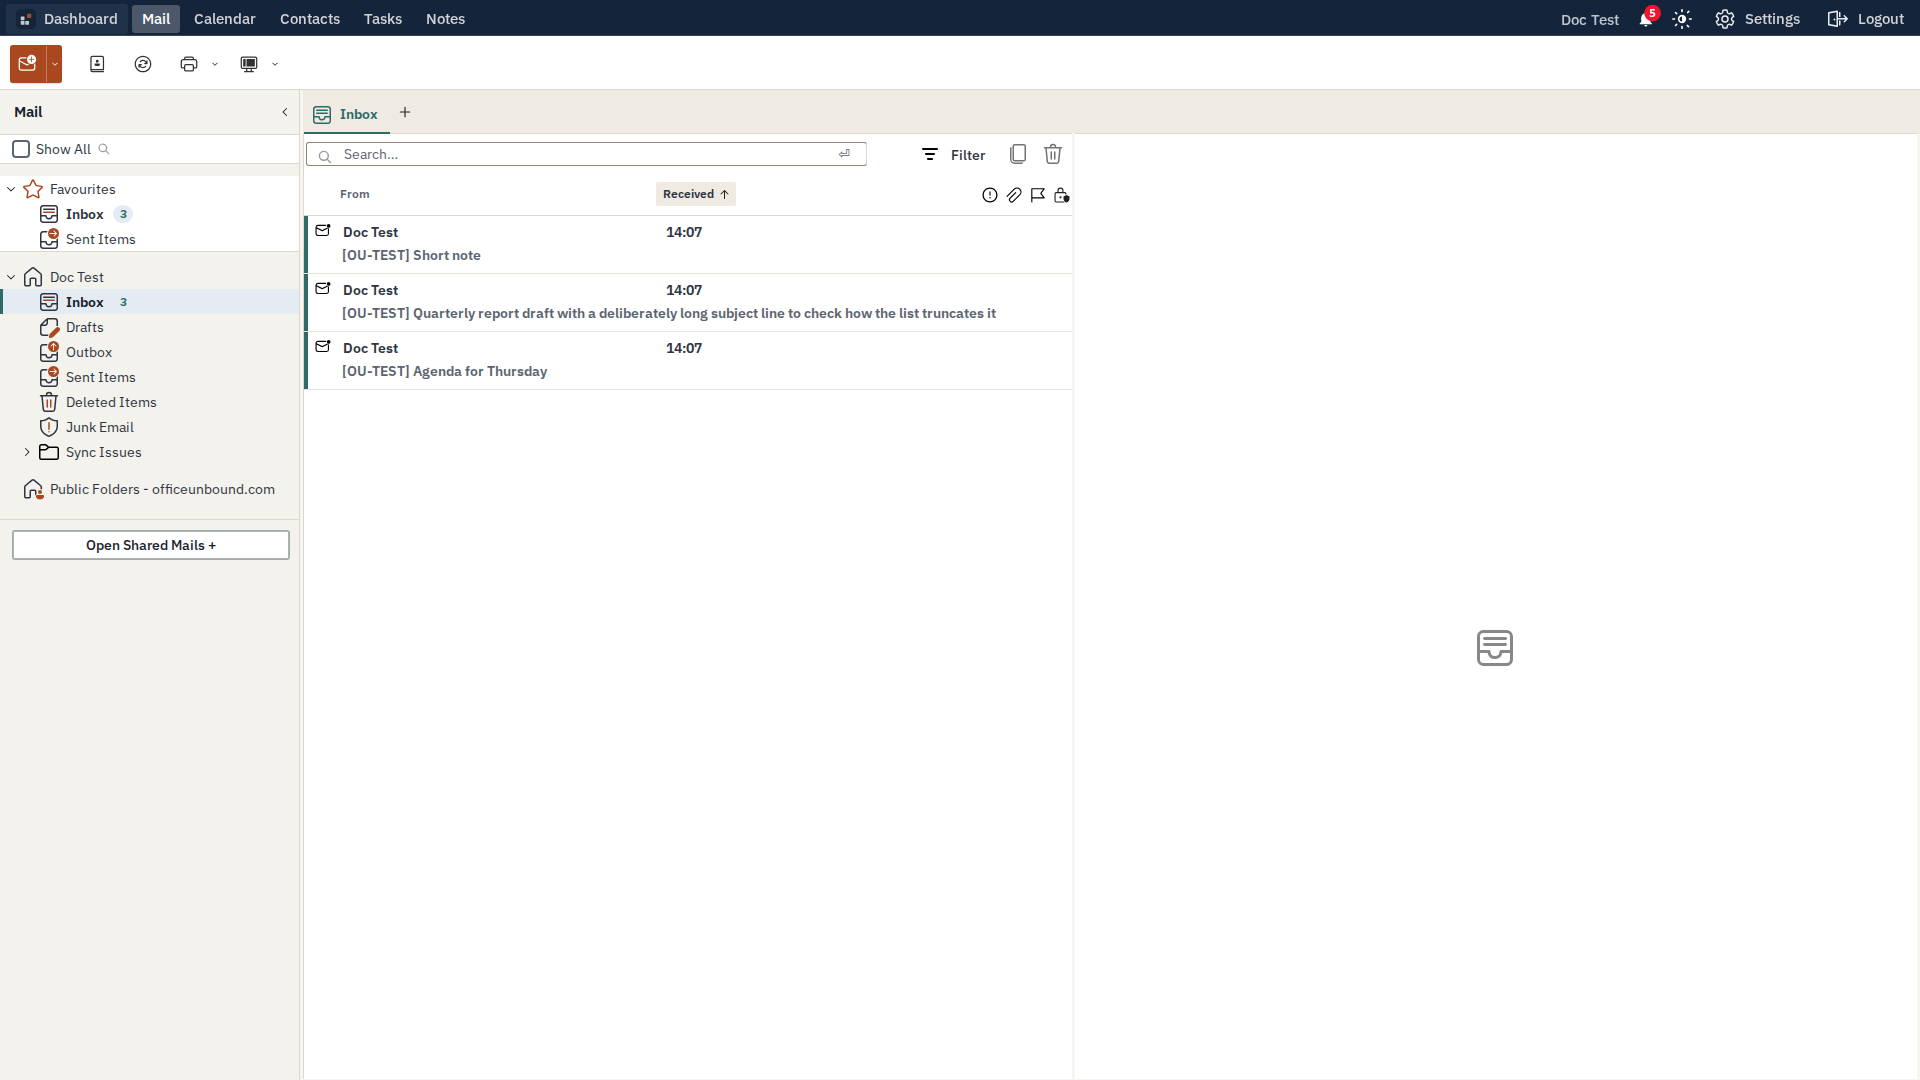 Dashboard
Mail
Calendar
Contacts
Tasks
Notes
Doc Test
5
Settings
Logout
Mail
Show All
Favourites
Inbox 3
Sent Items
Doc Test
Inbox 3
Drafts
Outbox
Sent Items
Deleted Items
Junk Email
Sync Issues
Public Folders - officeunbound.com
Open Shared Mails +
Inbox
Search...
Filter
From
Received
Doc Test 14:07
[OU-TEST] Short note
Doc Test 14:07
[OU-TEST] Quarterly report draft with a deliberately long subject line to check how the list truncates it
Doc Test 14:07
[OU-TEST] Agenda for Thursday